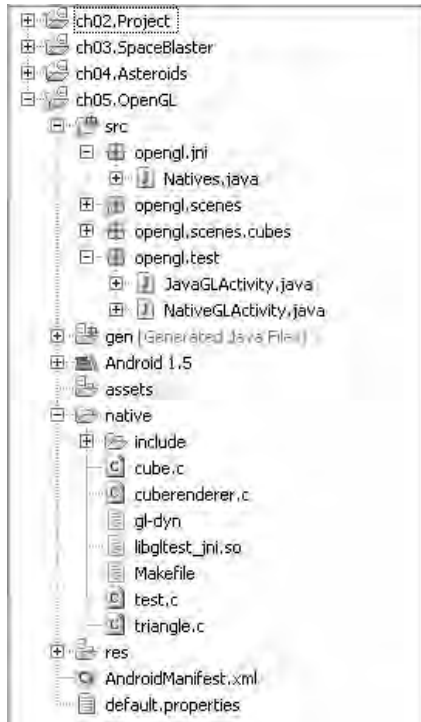 ch02.Project
ch03.SpaceBlaster
ch04.Asteroids
ch05.OpenGL
src
opengl.jni
Natives.java
opengl.scenes
opengl.scenes.cubes
opengl.test
JavaGLActivity.java
NativeGLActivity.java
gen (Generated Java Files)
Android 1.5
assets
native
include
cube.c
cuberenderer.c
gl-dyn
libgltest_jni.so
Makefile
test.c
triangle.c
res
AndroidManifest.xml
default.properties